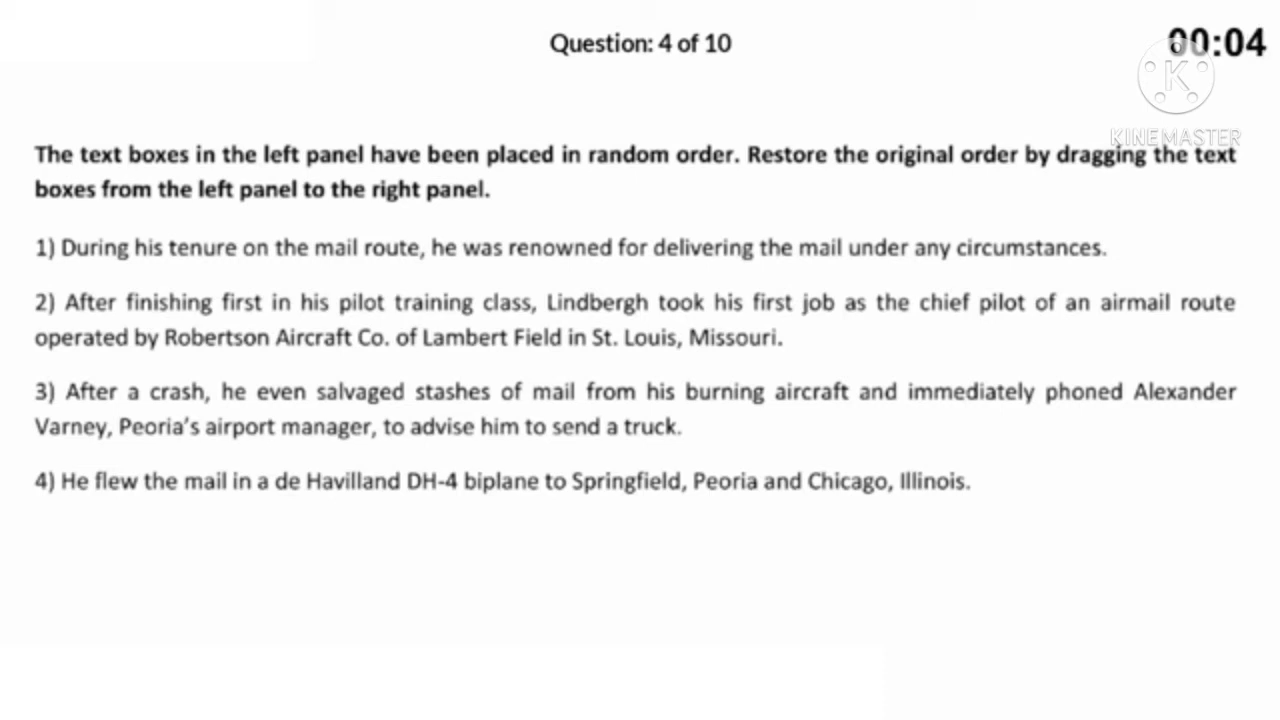 Question: 4 of 10
00:04
KINEMASTER
The text boxes in the left panel have been placed in random order. Restore the original order by dragging the text
boxes from the left panel to the right panel.
1) During his tenure on the mail route, he was renowned for delivering the mail under any circumstances.
2) After finishing first in his pilot training class, Lindbergh took his first job as the chief pilot of an airmail route
operated by Robertson Aircraft Co. of Lambert Field in St. Louis, Missouri.
3) After a crash, he even salvaged stashes of mail from his burning aircraft and immediately phoned Alexander
Varney, Peoria’s airport manager, to advise him to send a truck.
4) He flew the mail in a de Havilland DH-4 biplane to Springfield, Peoria and Chicago, Illinois.